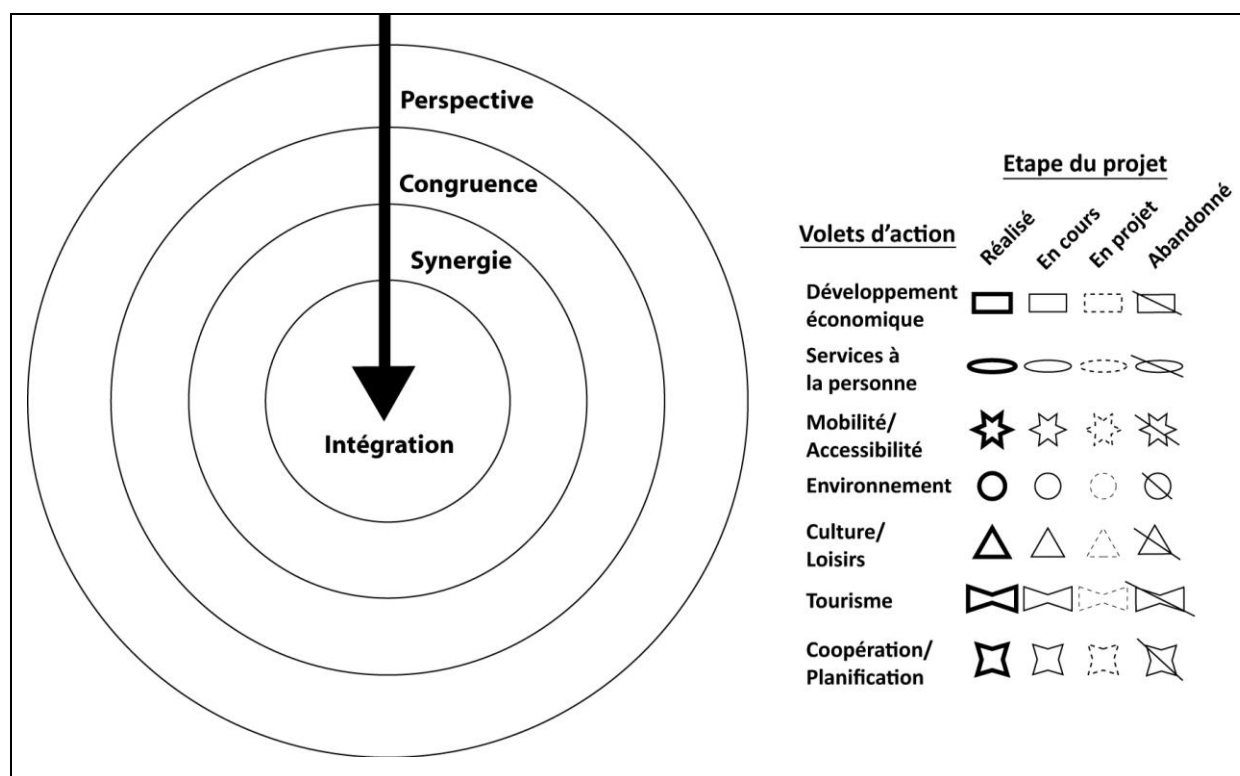 Perspective
Congruence
Synergie
Intégration
Etape du projet
Volets d'action
Réalisé
En cours
En projet
Abandonné
Développement
économique
Services à
la personne
Mobilité/
Accessibilité
Environnement
Culture/
Loisirs
Tourisme
Coopération/
Planification